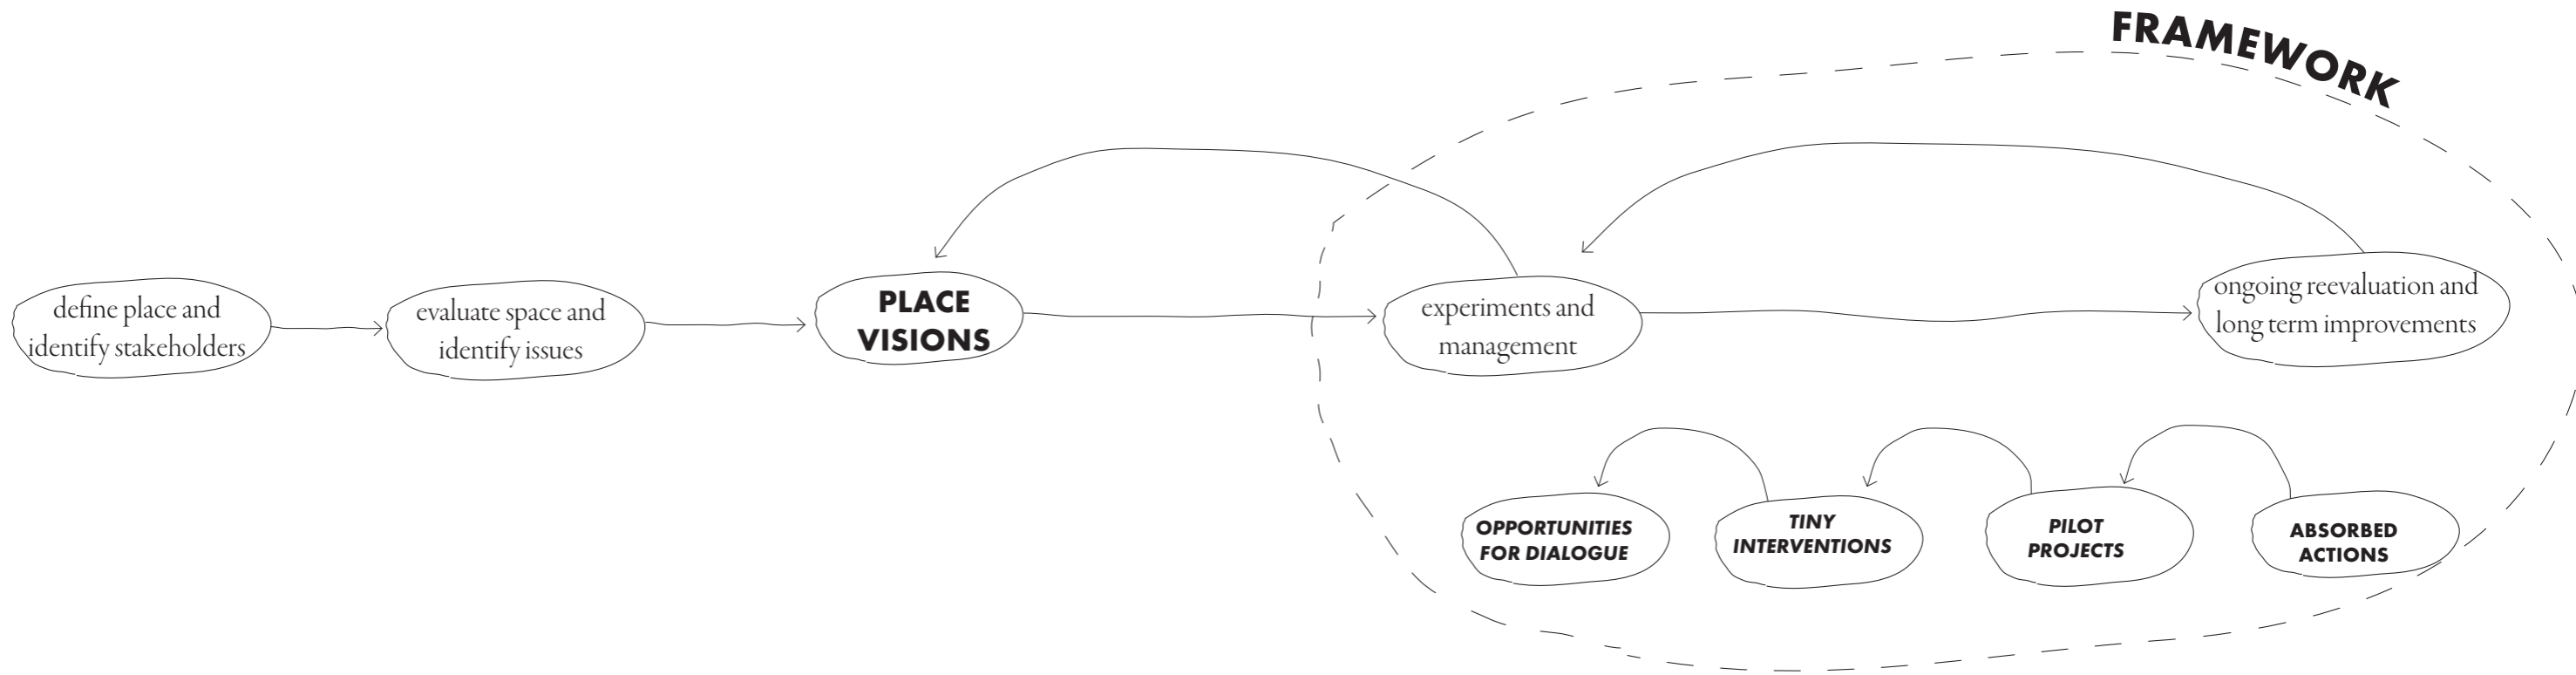 FRAMEWORK
define place and
identify stakeholders
evaluate space and
identify issues
PLACE
VISIONS
experiments and
management
ongoing reevaluation and
long term improvements
OPPORTUNITIES
FOR DIALOGUE
TINY
INTERVENTIONS
PILOT
PROJECTS
ABSORBED
ACTIONS